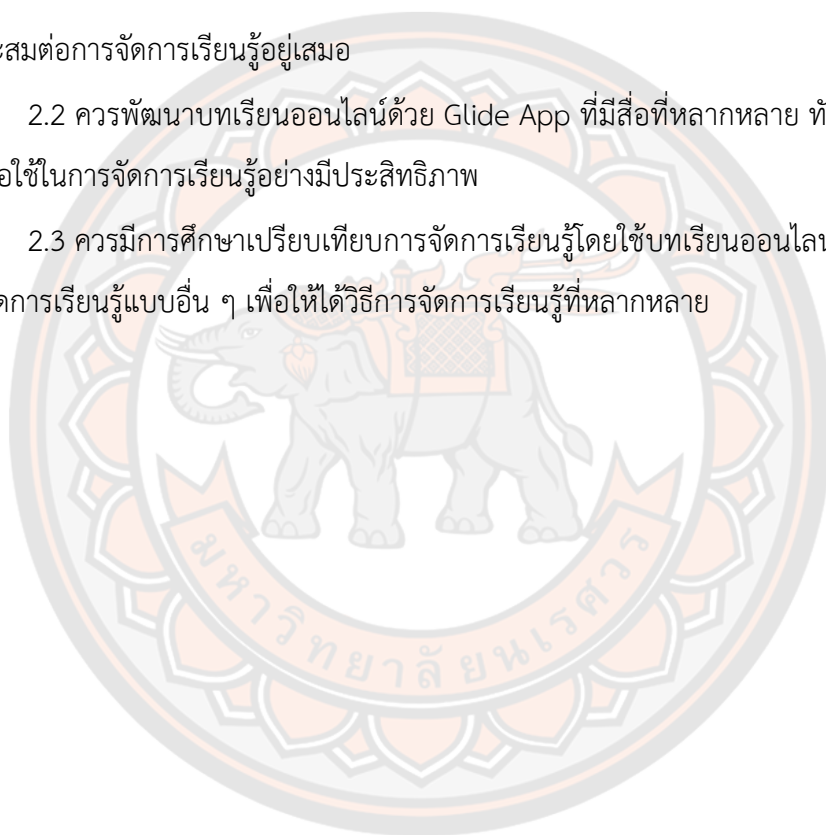 ะสมต่อการจัดการเรียนรู้อยู่เสมอ
2.2 ควรพัฒนาบทเรียนออนไลน์ด้วย Glide App ที่มีสื่อที่หลากหลาย
ใช้ในการจัดการเรียนรู้อย่างมีประสิทธิภาพ
2.3 ควรมีการศึกษาเปรียบเทียบการจัดการเรียนรู้โดยใช้บทเรียนออนไลน
ดการเรียนรู้แบบอื่น ๆ เพื่อให้ได้วิธีการจัดการเรียนรู้ที่หลากหลาย
มหาวิทยาลัยนเรศวร